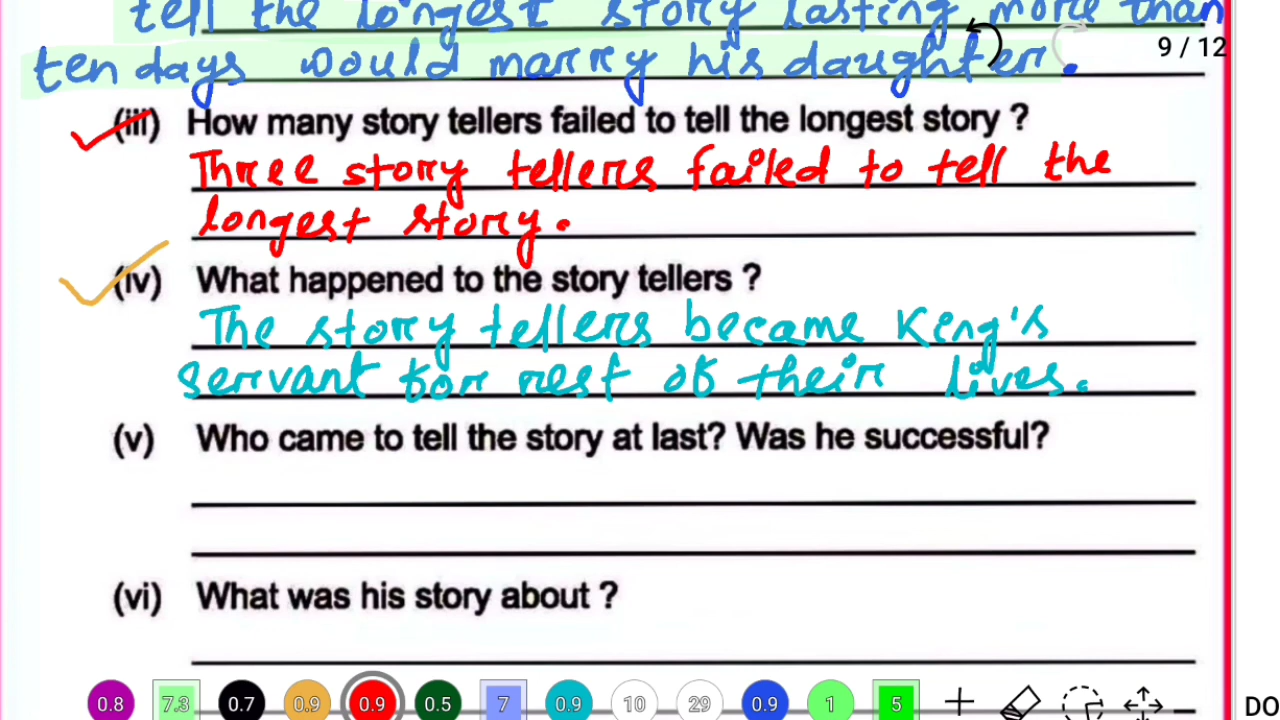 tell the longest story lasting more than
9 / 12
ten days would marry his daughter.
(iii) How many story tellers failed to tell the longest story ?
Three story tellers failed to tell the
longest story.
(iv) What happened to the story tellers ?
The story tellers became King's
servant for rest of their lives.
(v) Who came to tell the story at last? Was he successful?
(vi) What was his story about ?
0.8 7.3 0.7 0.9 0.9 0.5 7 0.9 10 29 0.9 1 5 DO